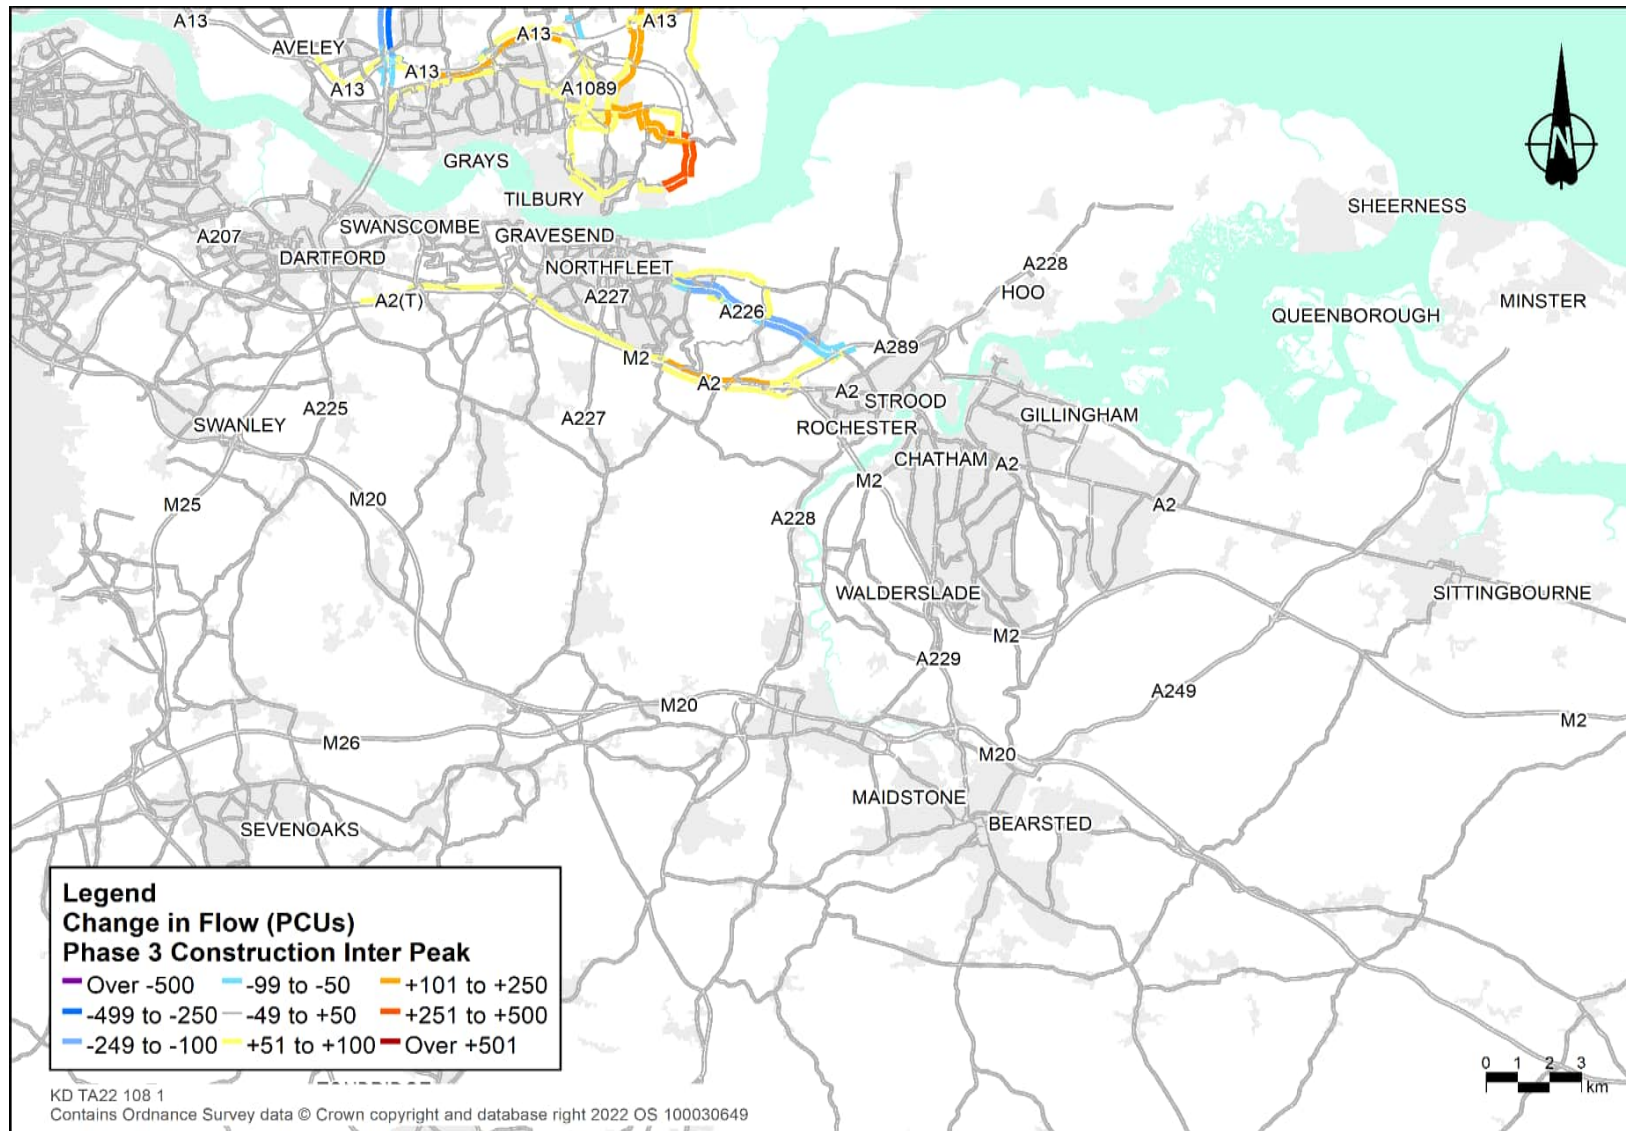 A13
A13
AVELEY
A13
A13
A13
A1089
N
GRAYS
TILBURY
SHEERNESS
SWANSCOMBE
A207
GRAVESEND
DARTFORD
NORTHFLEET
A228
HOO
MINSTER
A2(T)
A227
A226
QUEENBOROUGH
M2
A289
A2
A2
STROOD
A225
A227
GILLINGHAM
SWANLEY
ROCHESTER
CHATHAM
A2
M2
M25
M20
A228
A2
WALDERSLADE
SITTINGBOURNE
M2
A229
A249
M20
M2
M26
M20
MAIDSTONE
BEARSTED
SEVENOAKS
Legend
Change in Flow (PCUs)
Phase 3 Construction Inter Peak
Over -500 -99 to -50 +101 to +250
-499 to -250 -49 to +50 +251 to +500
-249 to -100 +51 to +100 Over +501
0 1 2 3
km
KD TA22 108 1
Contains Ordnance Survey data © Crown copyright and database right 2022 OS 100030649